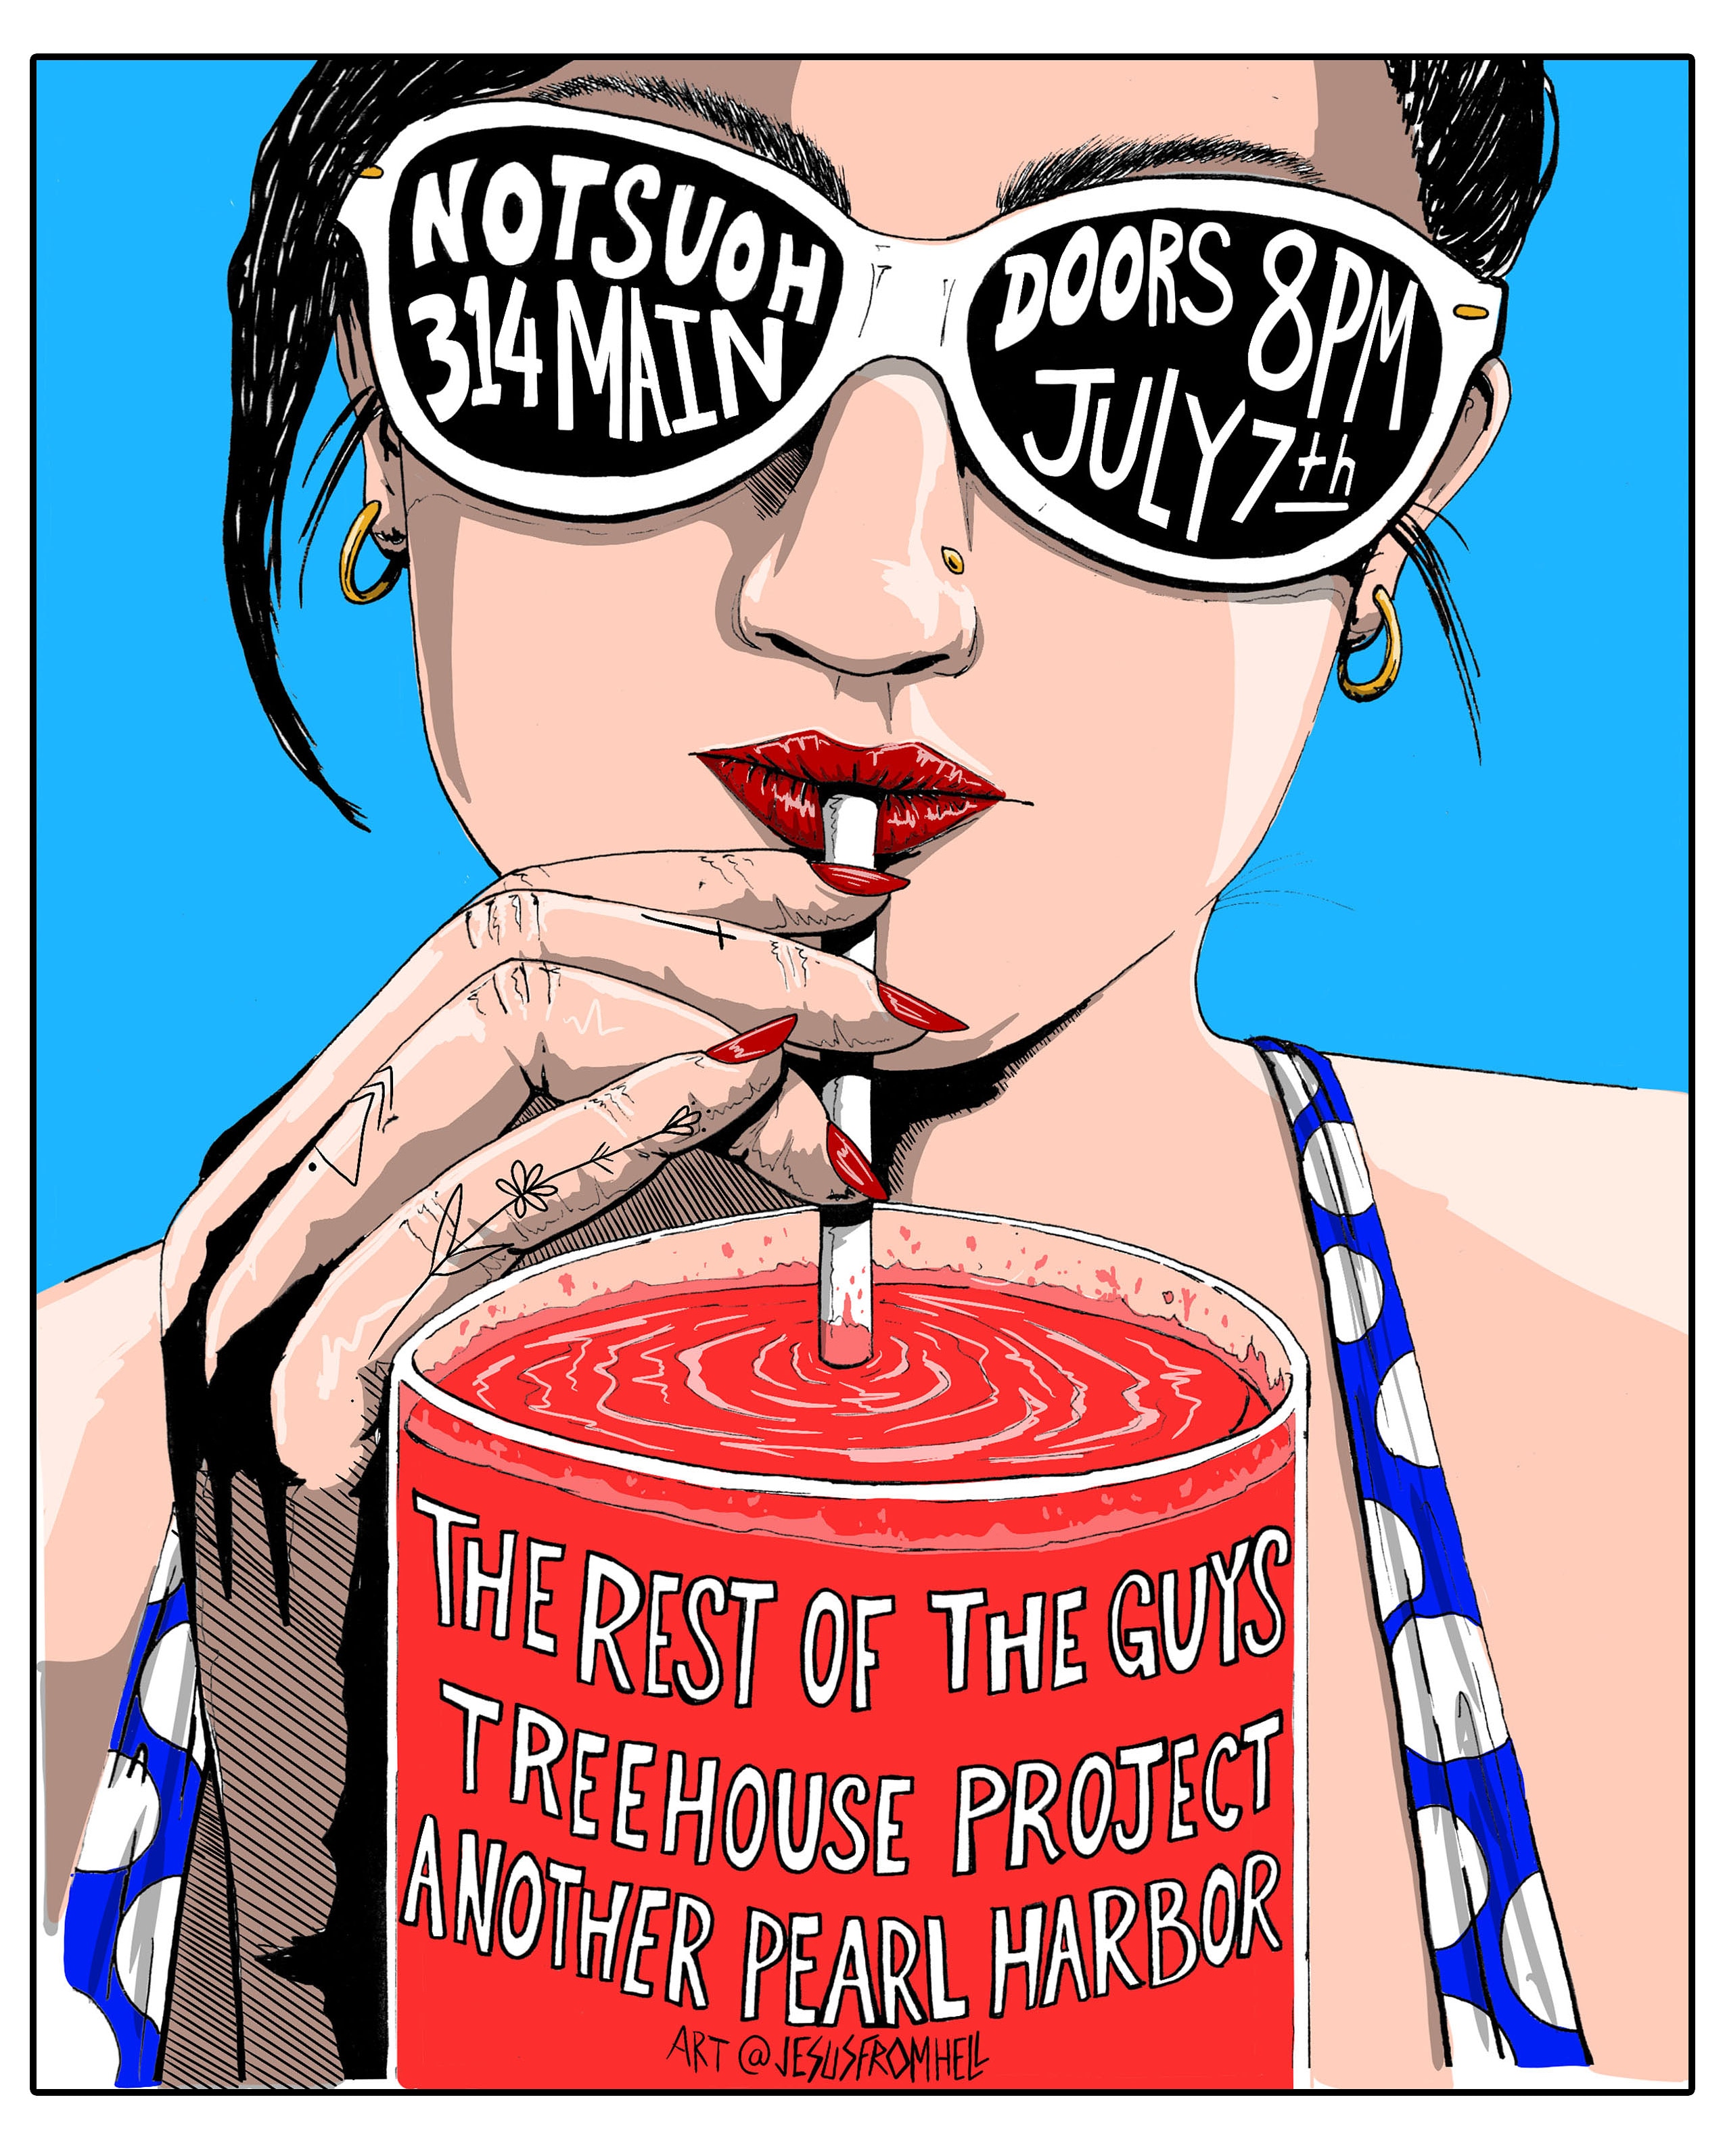 NOTSUOH
314 MAIN
DOORS 8PM
JULY 7th
THE REST OF THE GUYS
TREEHOUSE PROJECT
ANOTHER PEARL HARBOR
ART @JESUSFROMHELL